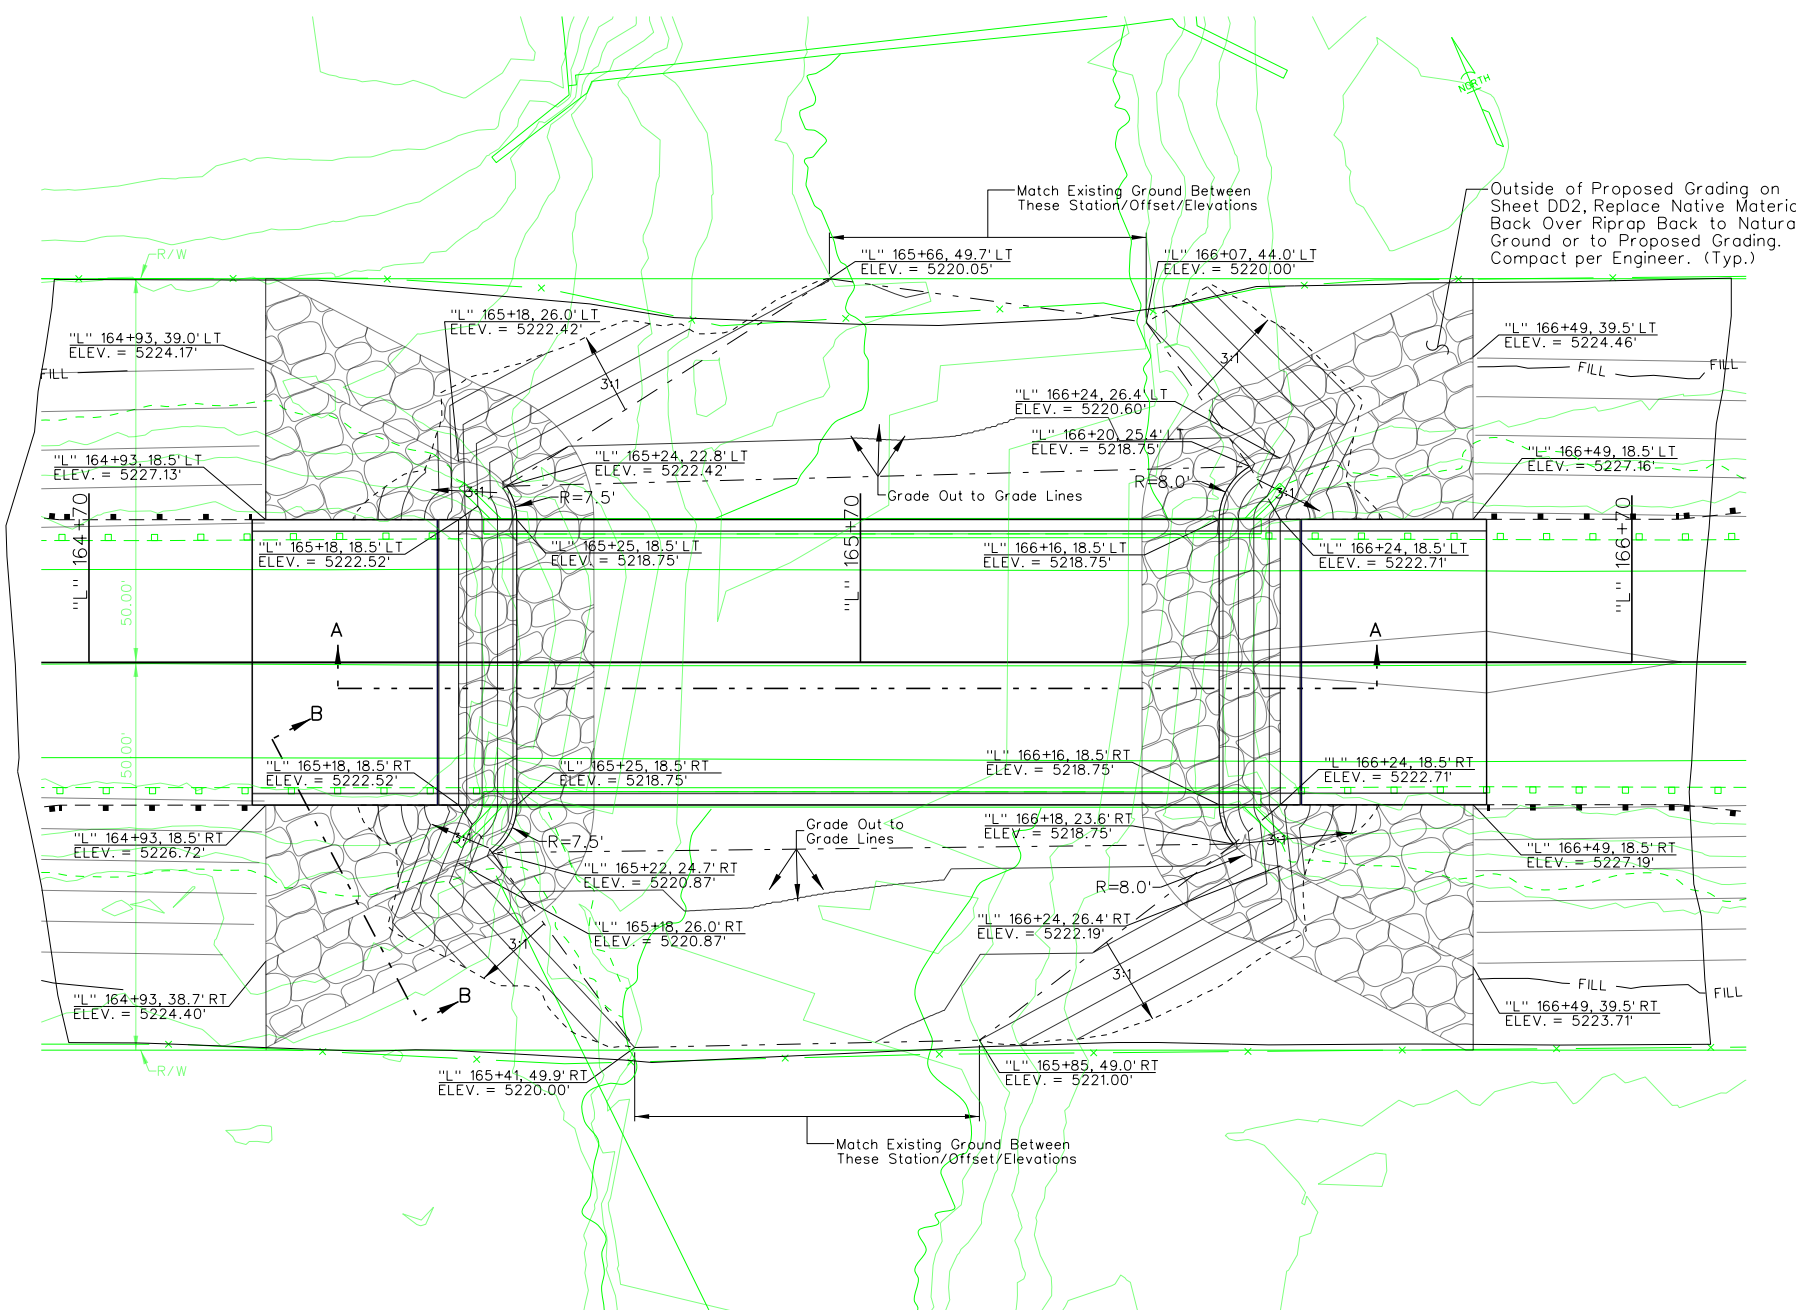 NORTH
Match Existing Ground Between
These Station/Offset/Elevations
Outside of Proposed Grading on
Sheet DD2, Replace Native
Back Over Riprap Back to
Ground or to Proposed Grading.
Compact per Engineer. (Typ.)
R/W
"L" 165+66, 49.7' LT
ELEV. = 5220.05'
"L" 166+07, 44.0' LT
ELEV. = 5220.00'
"L" 165+18, 26.0' LT
ELEV. = 5222.42'
"L" 164+93, 39.0' LT
ELEV. = 5224.17'
"L" 166+49, 39.5' LT
ELEV. = 5224.46'
FILL
FILL
FILL
3:1
3:1
"L" 166+24, 26.4' LT
ELEV. = 5220.60'
"L" 166+20, 25.4' LT
ELEV. = 5218.75'
"L" 164+93, 18.5' LT
ELEV. = 5227.13'
"L" 165+24, 22.8' LT
ELEV. = 5222.42'
"L" 166+49, 18.5' LT
ELEV. = 5227.16'
3:1
R=7.5'
Grade Out to Grade Lines
R=8.0'
3:1
"L" 164+70
"L" 165+70
"L" 166+70
"L" 165+18, 18.5' LT
ELEV. = 5222.52'
"L" 165+25, 18.5' LT
ELEV. = 5218.75'
"L" 166+16, 18.5' LT
ELEV. = 5218.75'
"L" 166+24, 18.5' LT
ELEV. = 5222.71'
50.00'
A
A
B
50.00'
"L" 165+18, 18.5' RT
ELEV. = 5222.52'
"L" 165+25, 18.5' RT
ELEV. = 5218.75'
"L" 166+16, 18.5' RT
ELEV. = 5218.75'
"L" 166+24, 18.5' RT
ELEV. = 5222.71'
"L" 164+93, 18.5' RT
ELEV. = 5226.72'
3:1
R=7.5'
Grade Out to
Grade Lines
"L" 166+18, 23.6' RT
ELEV. = 5218.75'
3:1
"L" 166+49, 18.5' RT
ELEV. = 5227.19'
"L" 165+22, 24.7' RT
ELEV. = 5220.87'
R=8.0'
"L" 165+18, 26.0' RT
ELEV. = 5220.87'
"L" 166+24, 26.4' RT
ELEV. = 5222.19'
3:1
3:1
B
"L" 164+93, 38.7' RT
ELEV. = 5224.40'
FILL
FILL
"L" 166+49, 39.5' RT
ELEV. = 5223.71'
R/W
"L" 165+41, 49.9' RT
ELEV. = 5220.00'
"L" 165+85, 49.0' RT
ELEV. = 5221.00'
Match Existing Ground Between
These Station/Offset/Elevations